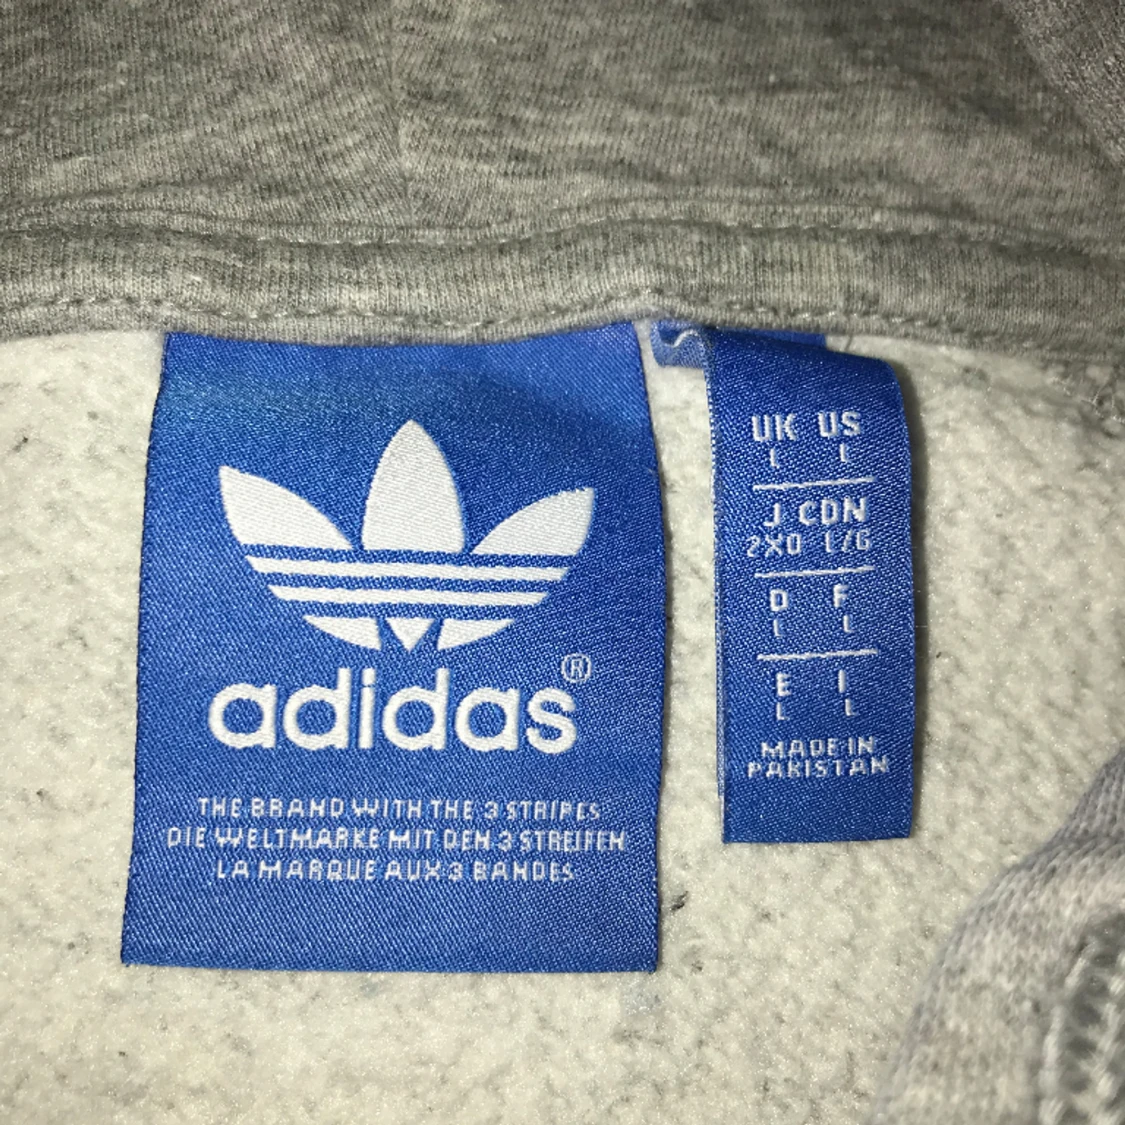 adidas®
THE BRAND WITH THE 3 STRIPES
DIE WELTMARKE MIT DEN 3 STREIFEN
LA MARQUE AUX 3 BANDES
UK US
L L
J CDN
2XO L/G
D F
L L
E I
L L
MADE IN
PAKISTAN